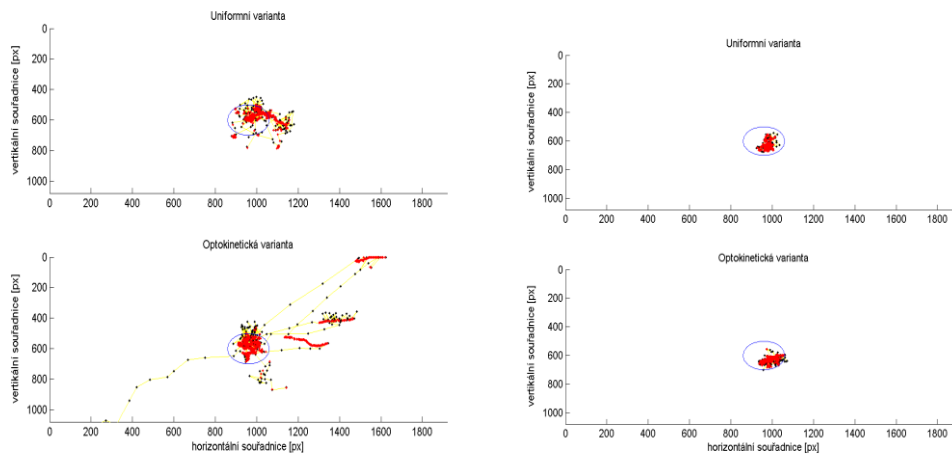 Uniformní varianta
vertikální souřadnice [px]
0
200
400
600
800
1000
0 200 400 600 800 1000 1200 1400 1600 1800
Optokinetická varianta
vertikální souřadnice [px]
0
200
400
600
800
1000
0 200 400 600 800 1000 1200 1400 1600 1800
horizontální souřadnice [px]
Uniformní varianta
vertikální souřadnice [px]
0
200
400
600
800
1000
0 200 400 600 800 1000 1200 1400 1600 1800
Optokinetická varianta
vertikální souřadnice [px]
0
200
400
600
800
1000
0 200 400 600 800 1000 1200 1400 1600 1800
horizontální souřadnice [px]